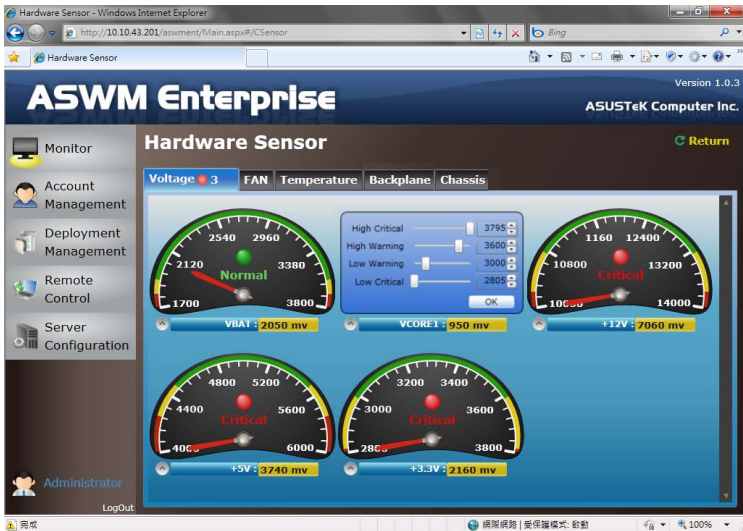 Hardware Sensor - Windows Internet Explorer
http://10.10.43.201/aswment/Main.aspx#/CSensor
Bing
Hardware Sensor
ASWM Enterprise
Version 1.0.3
ASUSTeK Computer Inc.
Monitor
Account Management
Deployment Management
Remote Control
Server Configuration
Administrator
LogOut
Hardware Sensor
Return
Voltage 3 FAN Temperature Backplane Chassis
2540 2960
2120 3380
Normal
1700 3800
VBAT : 2050 mv
High Critical 3795
High Warning 3600
Low Warning 3000
Low Critical 2805
OK
VCORE1 : 950 mv
1160 12400
10800 13200
Critical
14000
+12V : 7060 mv
4800 5200
4400 5600
Critical
6000
+5V : 3740 mv
3200 3400
3000 3600
Critical
3800
+3.3V : 2160 mv
完成
網際網路 | 受保護模式: 啟動
100%